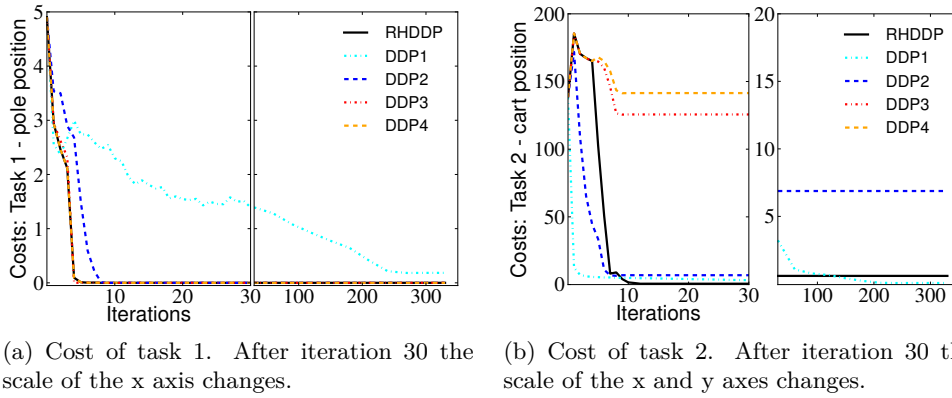 Costs: Task 1 - pole position
5
4
3
2
1
0
10
20
30
100
200
300
Iterations
RHDDP
DDP1
DDP2
DDP3
DDP4
Costs: Task 2 - cart position
200
150
100
50
0
10
20
30
Iterations
20
15
10
5
100
200
300
RHDDP
DDP1
DDP2
DDP3
DDP4
(a) Cost of task 1. After iteration 30 the
scale of the x axis changes.
(b) Cost of task 2. After iteration 30 th
scale of the x and y axes changes.